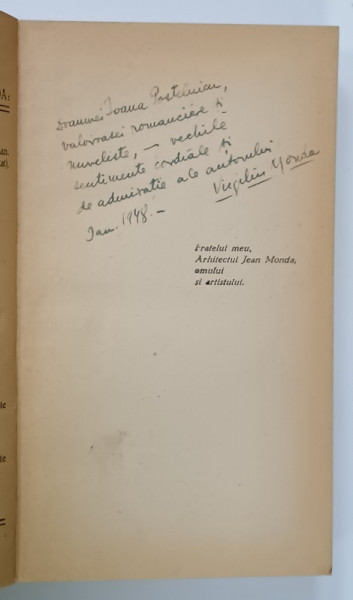 Doamnei Ioana Postelnicu,
valoroasei romanciere și
nuveliste, – vechile
sentimente cordiale și
de admirație ale autorului
Virgiliu Monda
Ian. 1948. –
Fratelui meu,
Arhitectul Jean Monda,
omului
si artistului.